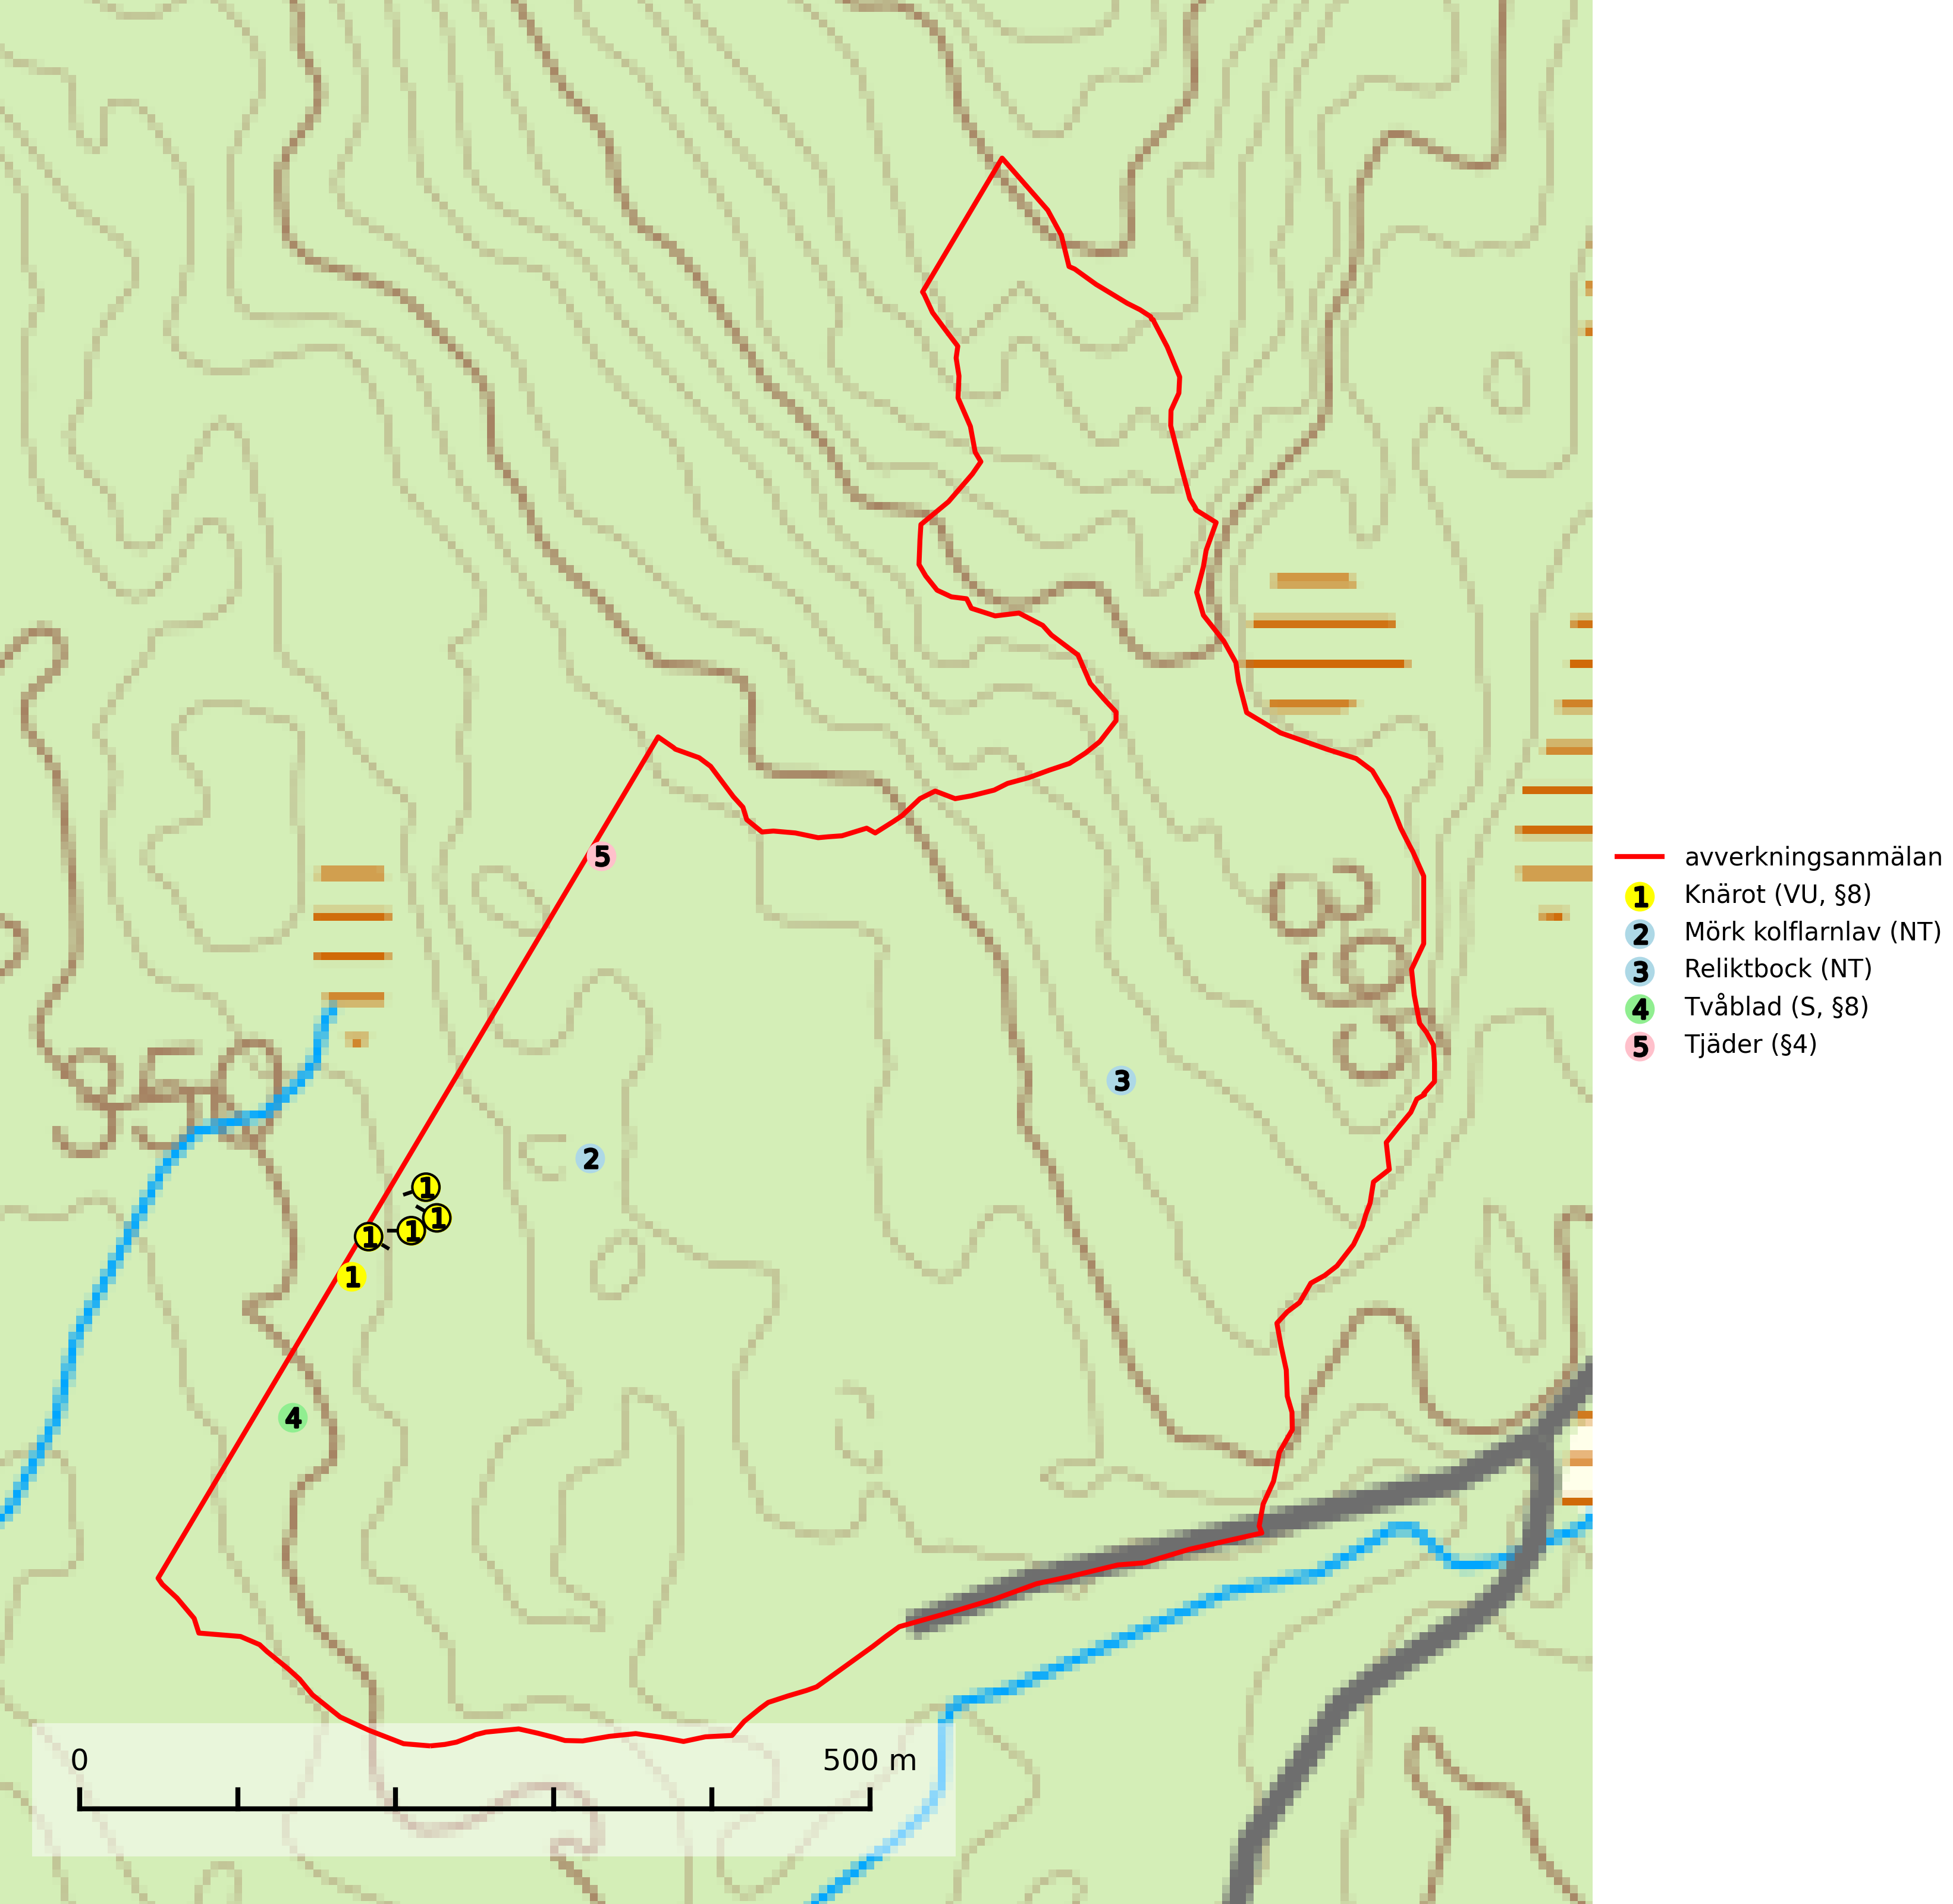 5
3
2
1
1
1
1
1
4
0 500 m
avverkningsanmälan
1 Knärot (VU, §8)
2 Mörk kolflarnlav (NT)
3 Reliktbock (NT)
4 Tvåblad (S, §8)
5 Tjäder (§4)